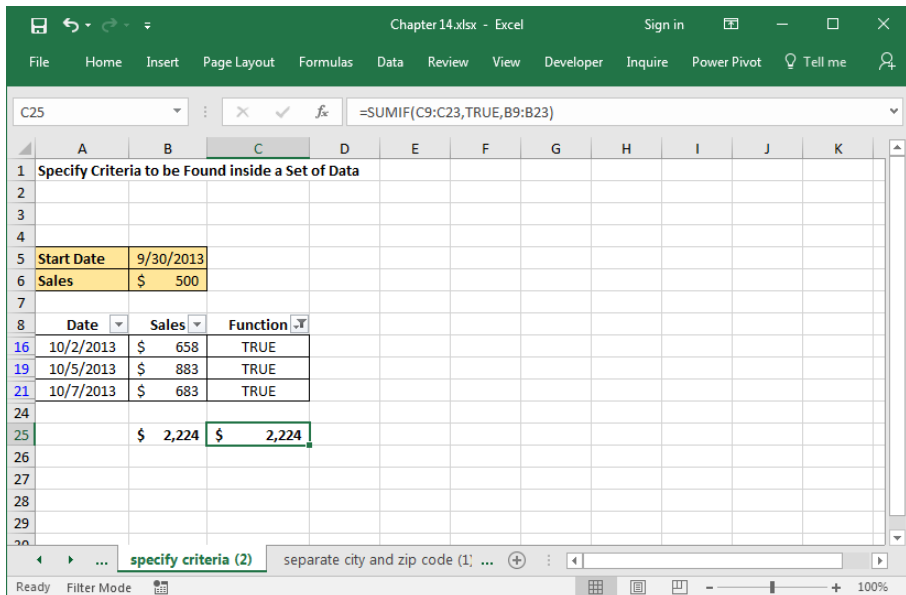 Chapter 14.xlsx - Excel Sign in
File Home Insert Page Layout Formulas Data Review View Developer Inquire Power Pivot Tell me
C25 fx =SUMIF(C9:C23,TRUE,B9:B23)
A B C D E F G H I J K
1 Specify Criteria to be Found inside a Set of Data
2
3
4
5 Start Date 9/30/2013
6 Sales $ 500
7
8 Date Sales Function
16 10/2/2013 $ 658 TRUE
19 10/5/2013 $ 883 TRUE
21 10/7/2013 $ 683 TRUE
24
25 $ 2,224 $ 2,224
26
27
28
29
30
... specify criteria (2) separate city and zip code (1) ...
Ready Filter Mode 100%